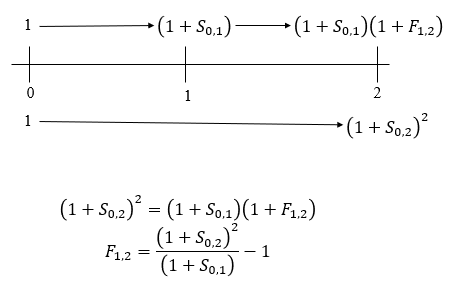 1 (1 + S₀,₁) (1 + S₀,₁)(1 + F₁,₂)
0 1 2
1 (1 + S₀,₂)²
(1 + S₀,₂)² = (1 + S₀,₁)(1 + F₁,₂)
F₁,₂ = (1 + S₀,₂)² / (1 + S₀,₁) − 1